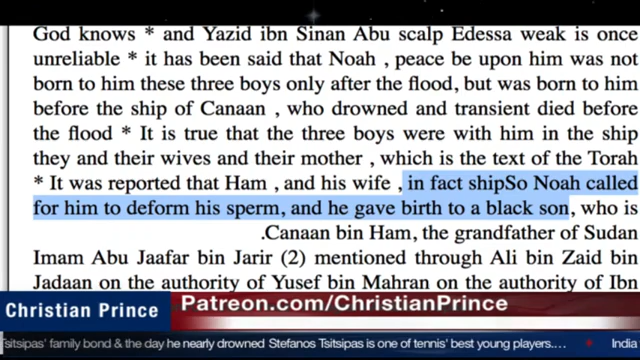 God knows * and Yazid ibn Sinan Abu scalp Edessa weak is once
unreliable * it has been said that Noah , peace be upon him was not
born to him these three boys only after the flood, but was born to him
before the ship of Canaan , who drowned and transient died before
the flood * It is true that the three boys were with him in the ship
they and their wives and their mother , which is the text of the Torah
* It was reported that Ham , and his wife , in fact shipSo Noah called
for him to deform his sperm, and he gave birth to a black son, who is
.Canaan bin Ham, the grandfather of Sudan
Imam Abu Jaafar bin Jarir (2) mentioned through Ali bin Zaid bin
Jadaan on the authority of Yusef bin Mahran on the authority of Ibn
Christian Prince
Patreon.com/ChristianPrince
Tsitsipas' family bond & the day he nearly drowned Stefanos Tsitsipas is one of tennis' best young players.... India